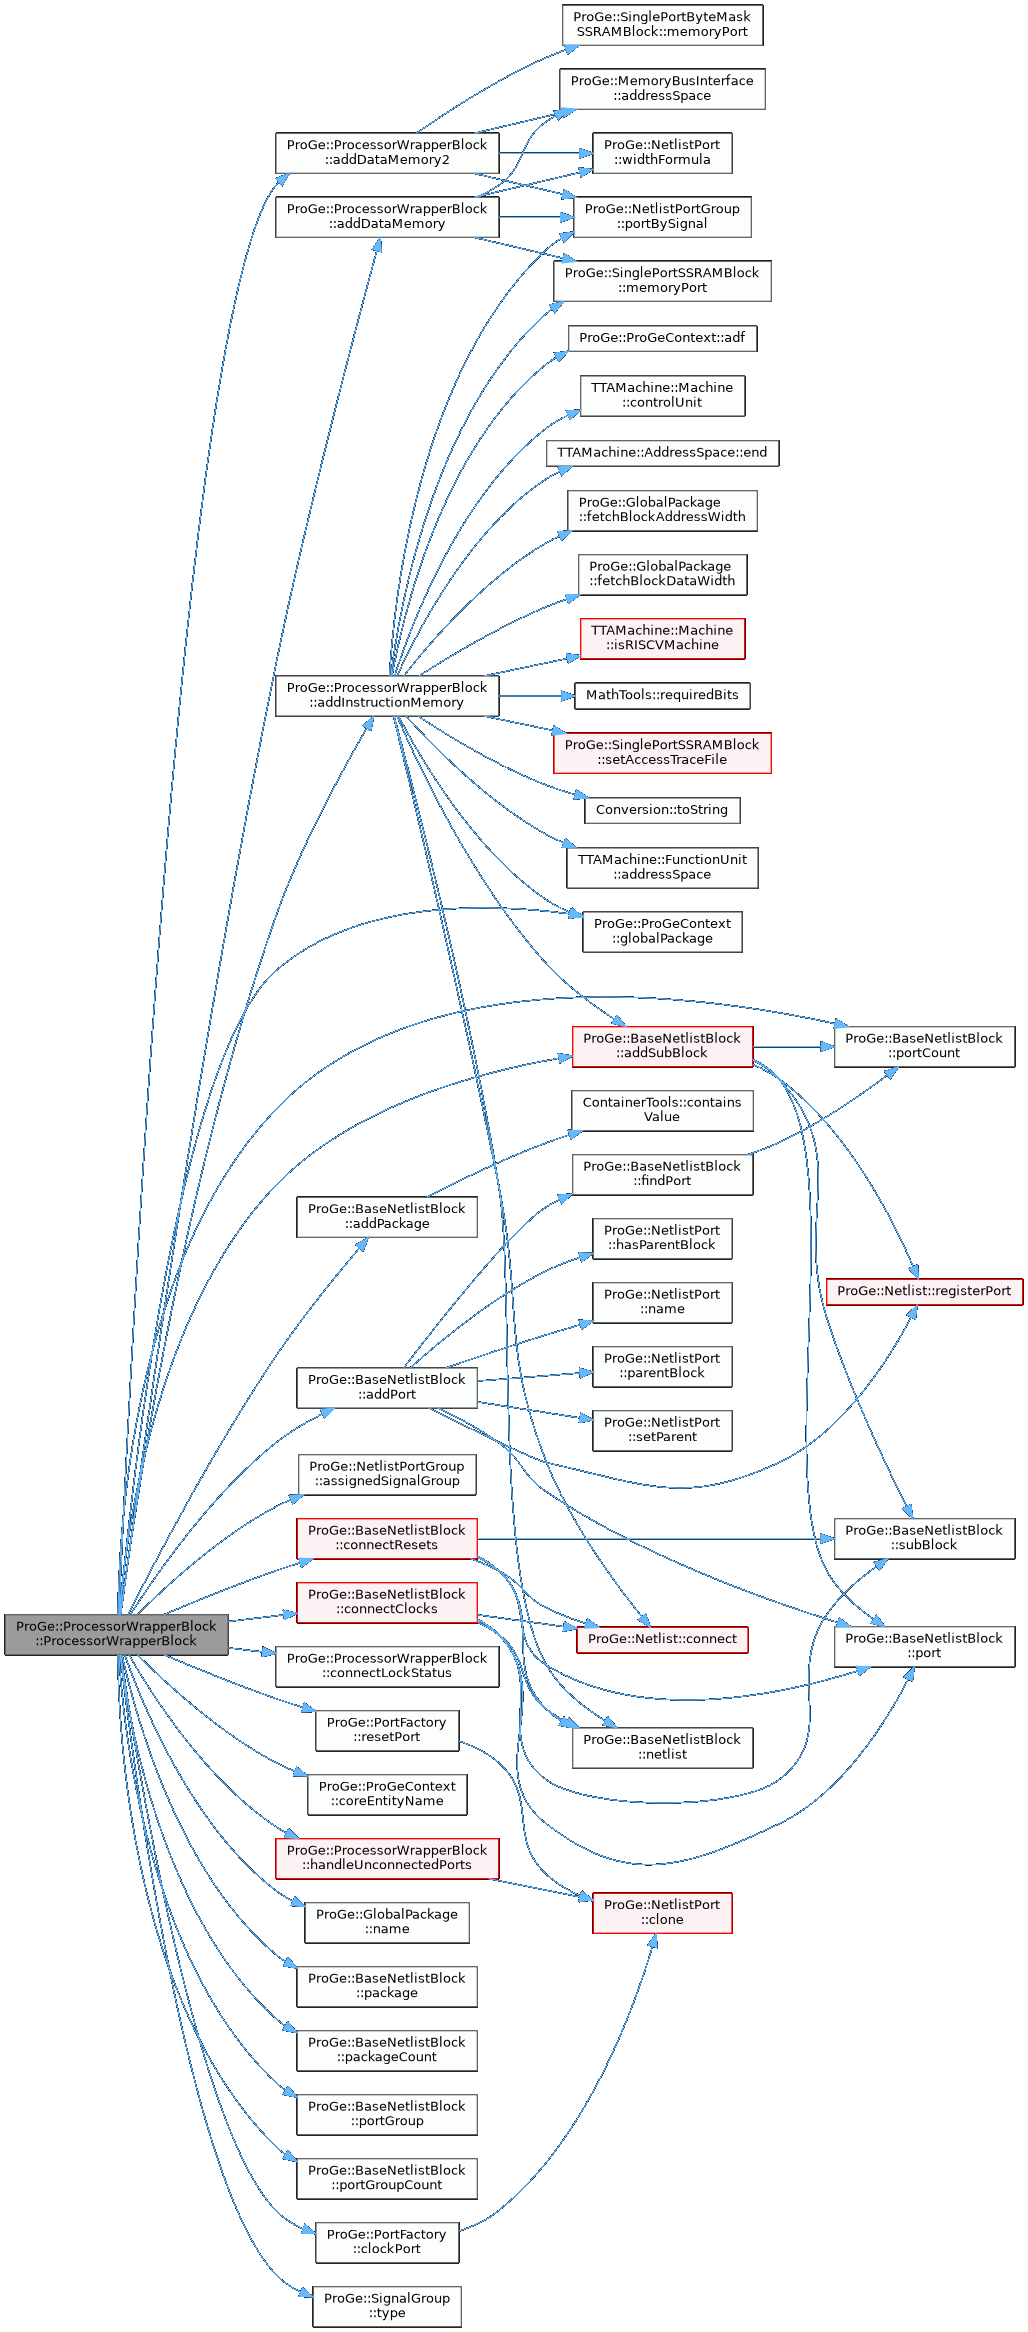 ProGe::SinglePortByteMask
SSRAMBlock::memoryPort
ProGe::MemoryBusInterface
::addressSpace
ProGe::ProcessorWrapperBlock
::addDataMemory2
ProGe::NetlistPort
::widthFormula
ProGe::ProcessorWrapperBlock
::addDataMemory
ProGe::NetlistPortGroup
::portBySignal
ProGe::SinglePortSSRAMBlock
::memoryPort
ProGe::ProGeContext::adf
TTAMachine::Machine
::controlUnit
TTAMachine::AddressSpace::end
ProGe::GlobalPackage
::fetchBlockAddressWidth
ProGe::GlobalPackage
::fetchBlockDataWidth
TTAMachine::Machine
::isRISCVMachine
ProGe::ProcessorWrapperBlock
::addInstructionMemory
MathTools::requiredBits
ProGe::SinglePortSSRAMBlock
::setAccessTraceFile
Conversion::toString
TTAMachine::FunctionUnit
::addressSpace
ProGe::ProGeContext
::globalPackage
ProGe::BaseNetlistBlock
::addSubBlock
ProGe::BaseNetlistBlock
::portCount
ContainerTools::contains
Value
ProGe::BaseNetlistBlock
::findPort
ProGe::BaseNetlistBlock
::addPackage
ProGe::NetlistPort
::hasParentBlock
ProGe::Netlist::registerPort
ProGe::NetlistPort
::name
ProGe::BaseNetlistBlock
::addPort
ProGe::NetlistPort
::parentBlock
ProGe::NetlistPort
::setParent
ProGe::NetlistPortGroup
::assignedSignalGroup
ProGe::BaseNetlistBlock
::connectResets
ProGe::BaseNetlistBlock
::subBlock
ProGe::BaseNetlistBlock
::connectClocks
ProGe::ProcessorWrapperBlock
::ProcessorWrapperBlock
ProGe::Netlist::connect
ProGe::BaseNetlistBlock
::port
ProGe::ProcessorWrapperBlock
::connectLockStatus
ProGe::PortFactory
::resetPort
ProGe::BaseNetlistBlock
::netlist
ProGe::ProGeContext
::coreEntityName
ProGe::ProcessorWrapperBlock
::handleUnconnectedPorts
ProGe::NetlistPort
::clone
ProGe::GlobalPackage
::name
ProGe::BaseNetlistBlock
::package
ProGe::BaseNetlistBlock
::packageCount
ProGe::BaseNetlistBlock
::portGroup
ProGe::BaseNetlistBlock
::portGroupCount
ProGe::PortFactory
::clockPort
ProGe::SignalGroup
::type